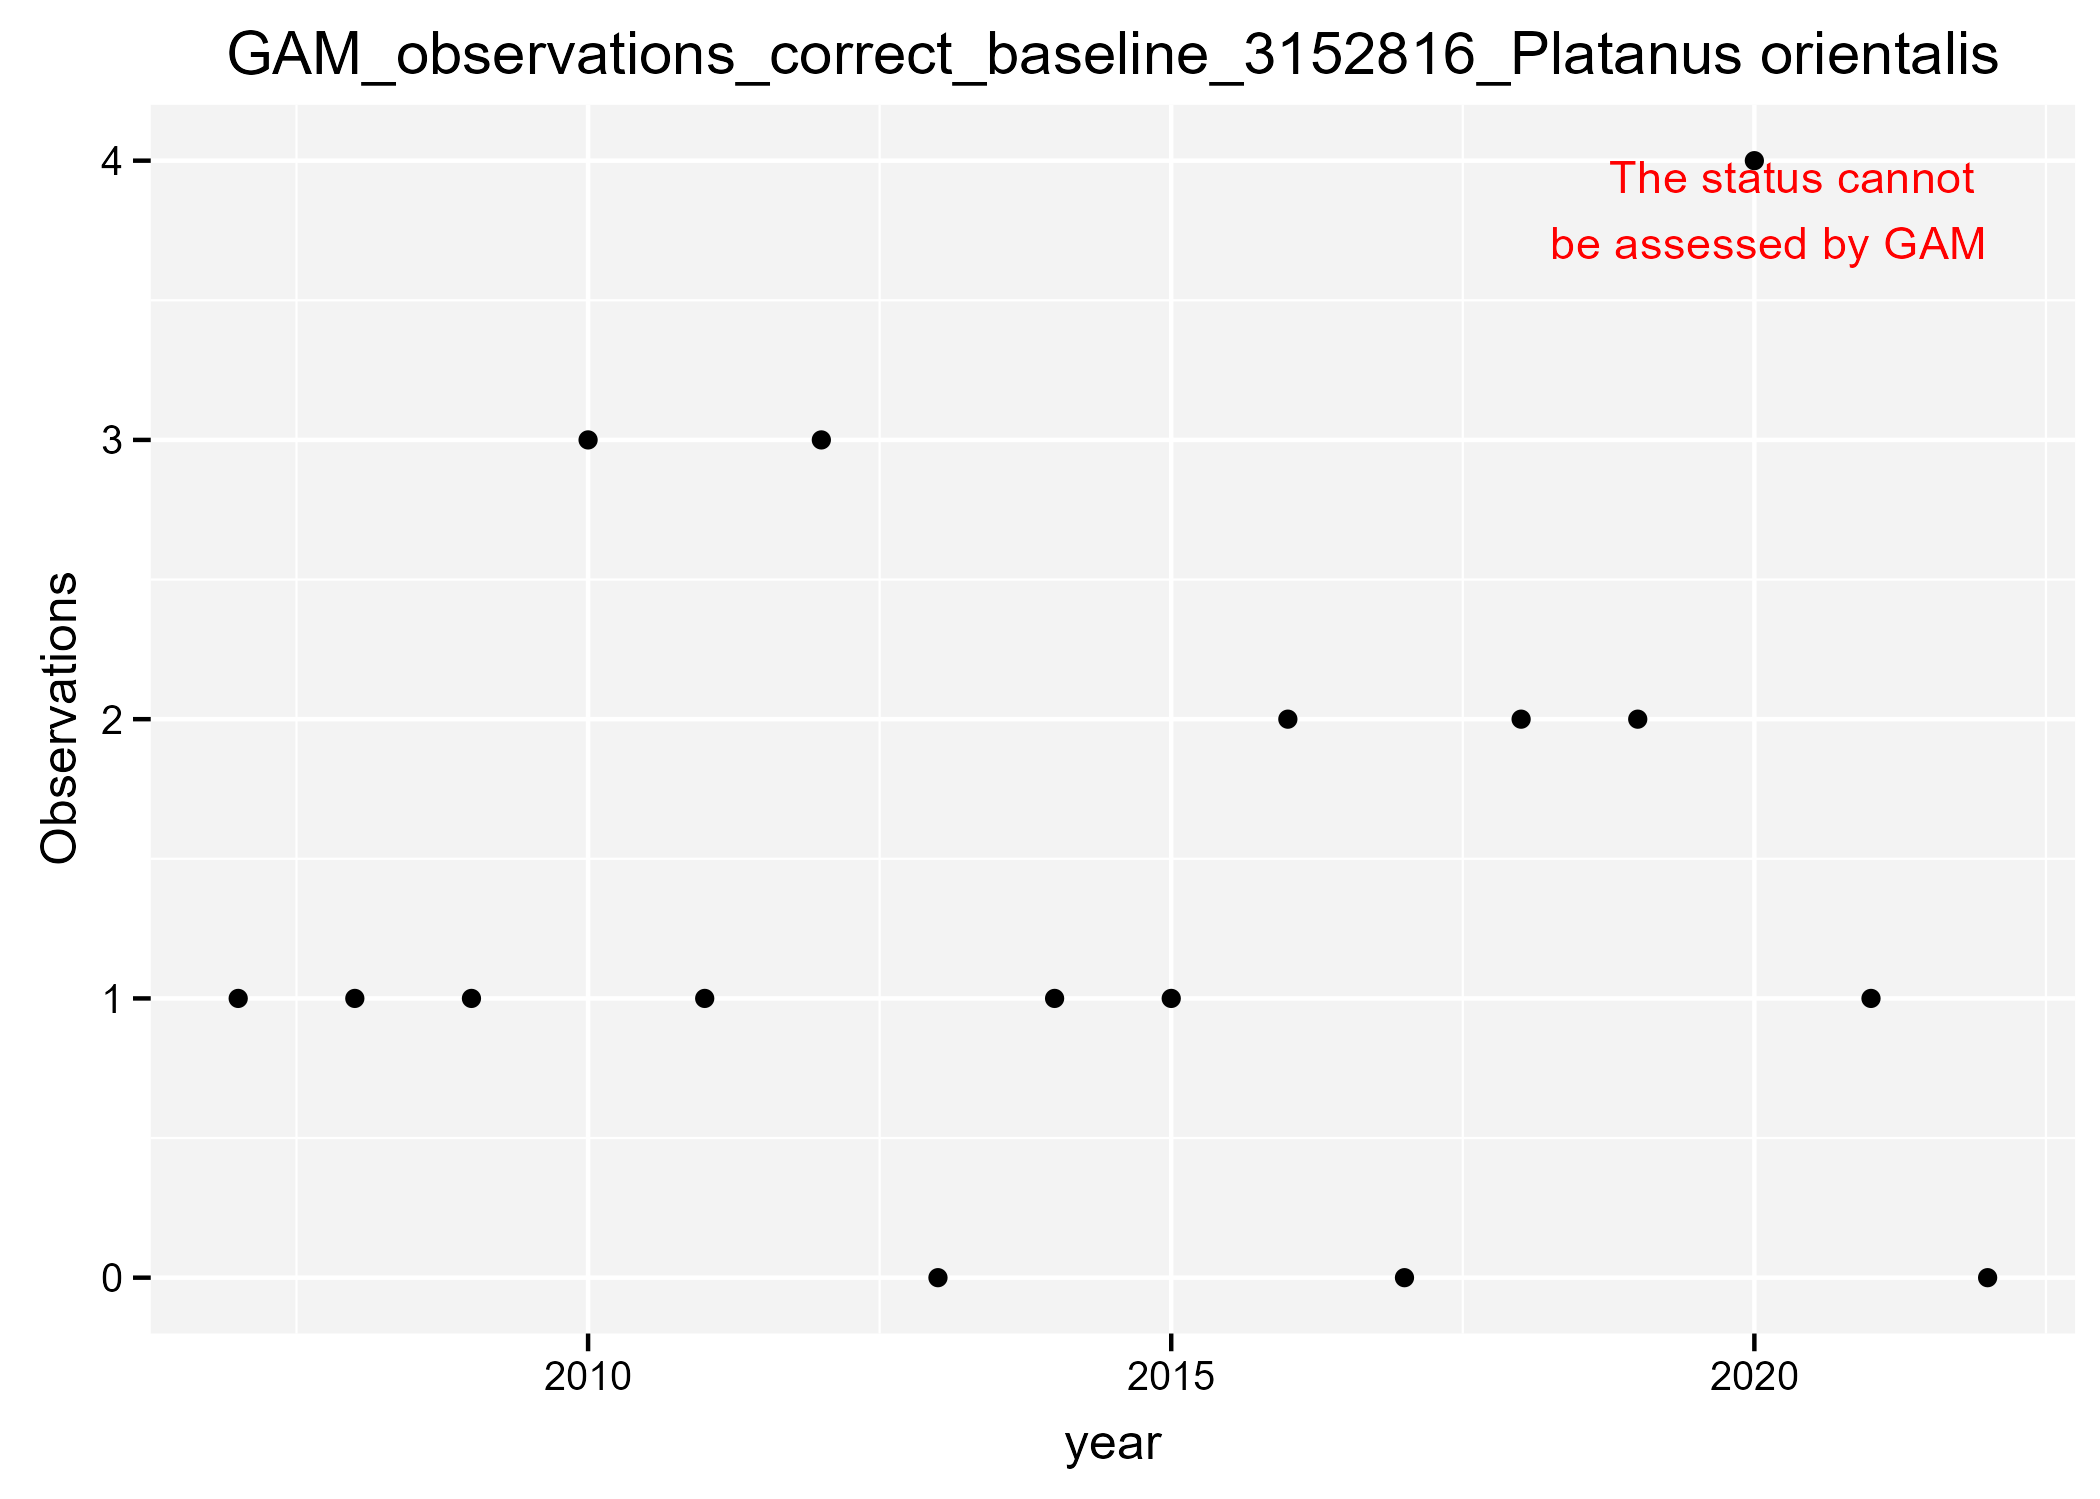 GAM_observations_correct_baseline_3152816_Platanus orientalis
The status cannot
be assessed by GAM
4
3
2
1
0
Observations
2010
2015
2020
year